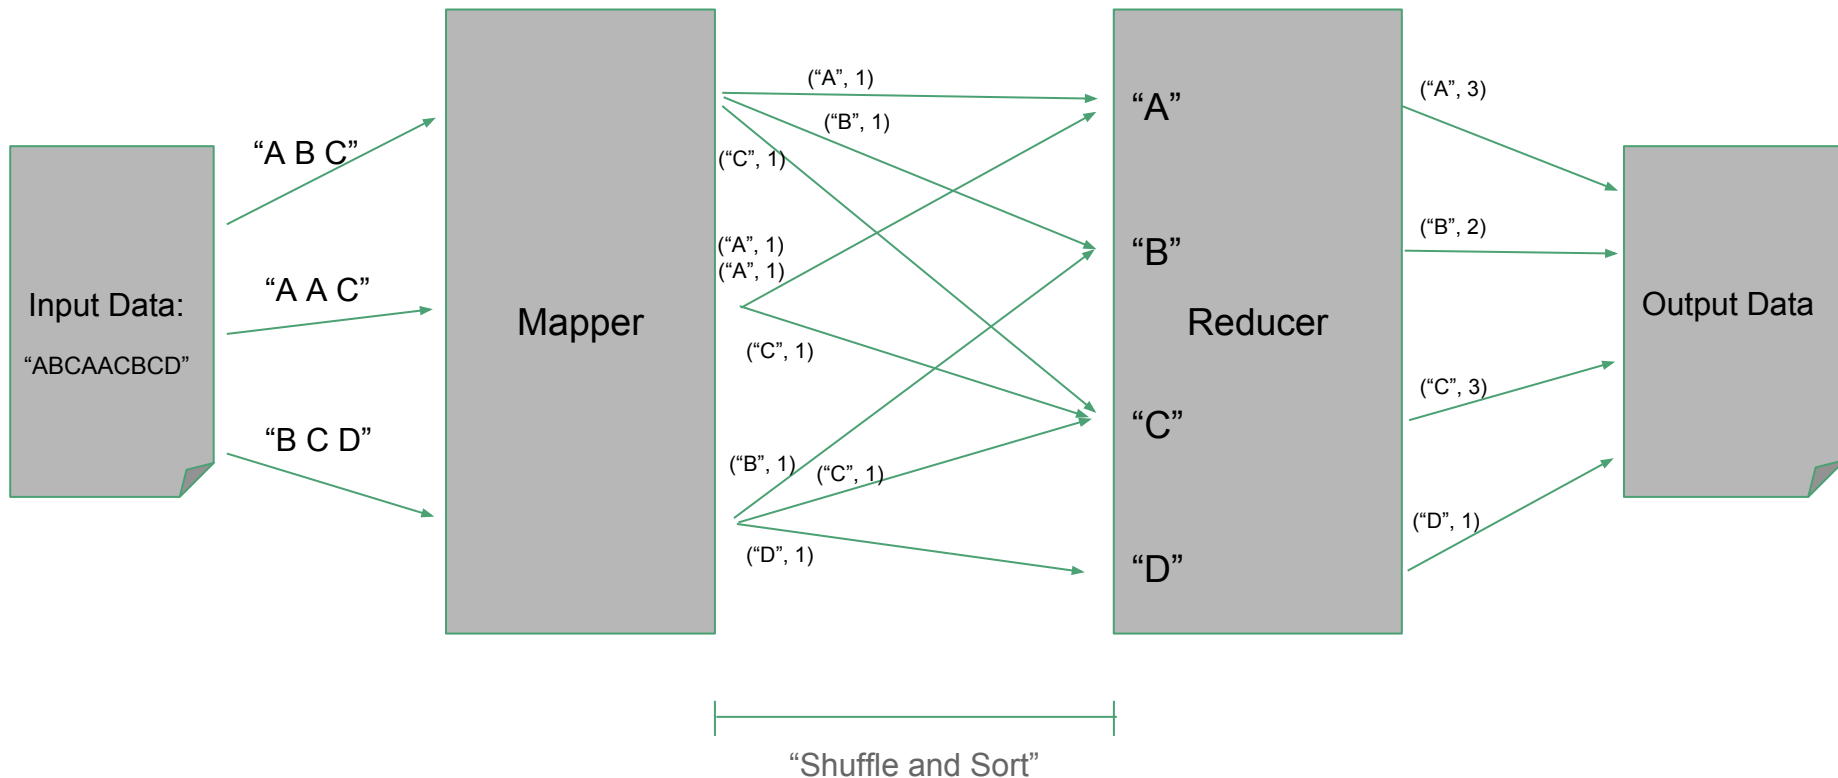 Input Data:
“ABCAACBCD”
“A B C”
“A A C”
“B C D”
Mapper
(“A”, 1)
(“B”, 1)
(“C”, 1)
(“A”, 1)
(“A”, 1)
(“C”, 1)
(“B”, 1)
(“C”, 1)
(“D”, 1)
“A”
“B”
Reducer
“C”
“D”
(“A”, 3)
(“B”, 2)
(“C”, 3)
(“D”, 1)
Output Data
“Shuffle and Sort”